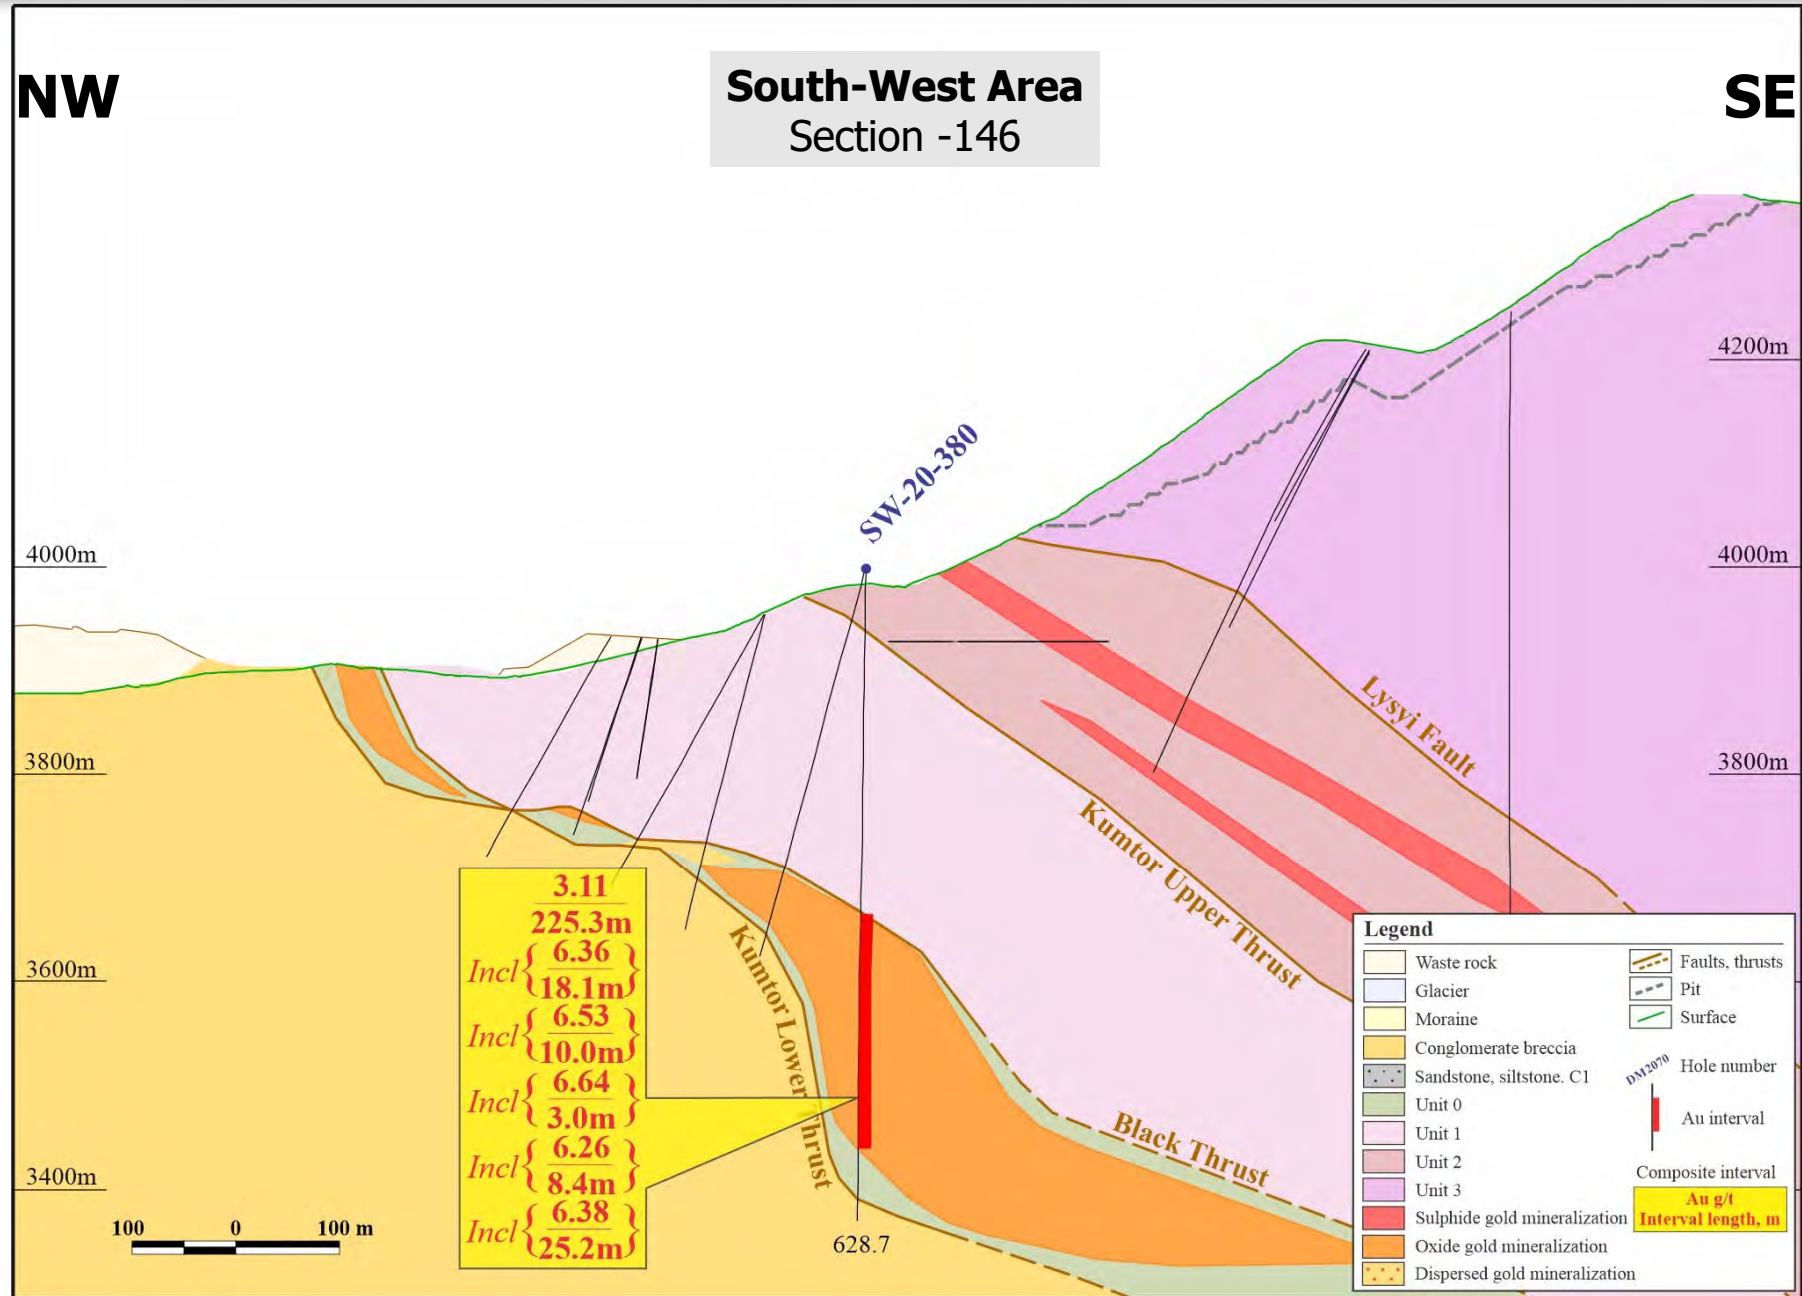 NW
South-West Area
Section -146
SE
4200m
SW-20-380
4000m
4000m
Lysyi Fault
3800m
3800m
Kumtor Upper Thrust
3.11
225.3m
Incl { 6.36
18.1m }
Incl { 6.53
10.0m }
Incl { 6.64
3.0m }
Incl { 6.26
8.4m }
Incl { 6.38
25.2m }
Kumtor Lower Thrust
3600m
Black Thrust
3400m
100 0 100 m
628.7
Legend
Waste rock
Glacier
Moraine
Conglomerate breccia
Sandstone, siltstone. C1
Unit 0
Unit 1
Unit 2
Unit 3
Sulphide gold mineralization
Oxide gold mineralization
Dispersed gold mineralization
Faults, thrusts
Pit
Surface
DM2070
Hole number
Au interval
Composite interval
Au g/t
Interval length, m